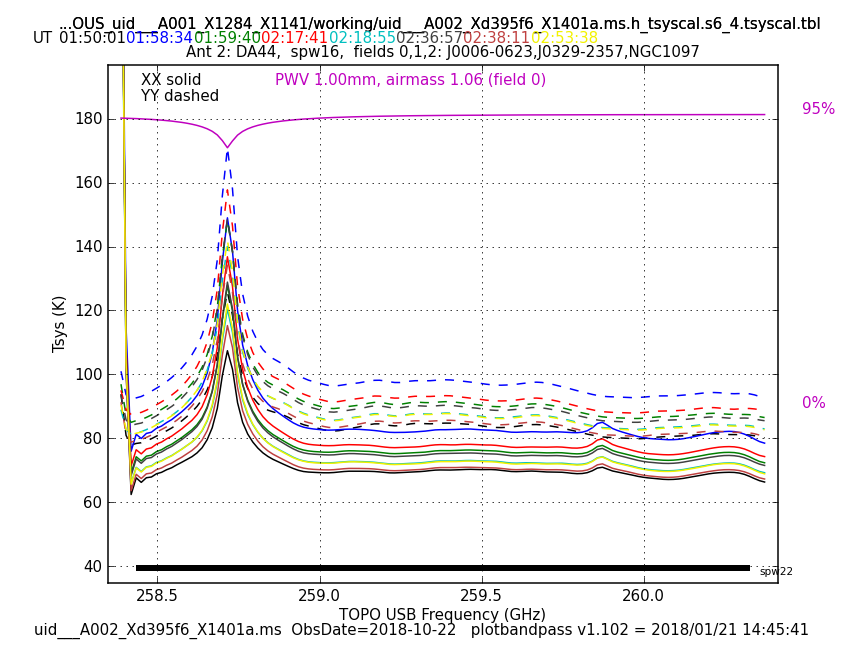 ...OUS_uid___A001_X1284_X1141/working/uid___A002_Xd395f6_X1401a.ms.h_tsyscal.s6_4.tsyscal.tbl
UT 01:50:01 01:58:34 01:59:40 02:17:41 02:18:55 02:36:57 02:38:11 02:53:38
Ant 2: DA44, spw16, fields 0,1,2: J0006-0623,J0329-2357,NGC1097
XX solid
PWV 1.00mm, airmass 1.06 (field 0)
YY dashed
95%
0%
180
160
140
120
100
80
60
40
Tsys (K)
spw22
258.5 259.0 259.5 260.0
TOPO USB Frequency (GHz)
uid___A002_Xd395f6_X1401a.ms ObsDate=2018-10-22 plotbandpass v1.102 = 2018/01/21 14:45:41